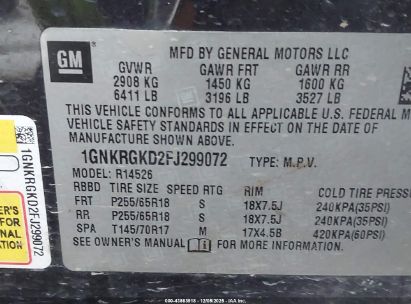 GM
MFD BY GENERAL MOTORS LLC
GVWR GAWR FRT GAWR RR
2908 KG 1450 KG 1600 KG
6411 LB 3196 LB 3527 LB
THIS VEHICLE CONFORMS TO ALL APPLICABLE U.S. FEDERAL M
VEHICLE SAFETY STANDARDS IN EFFECT ON THE DATE OF
MANUFACTURE SHOWN ABOVE.
1GNKRGKD2FJ299072 TYPE: M.P.V.
MODEL: R14526
RBBD TIRE SIZE SPEED RTG RIM COLD TIRE PRESSU
FRT P255/65R18 S 18X7.5J 240KPA(35PSI)
RR P255/65R18 S 18X7.5J 240KPA(35PSI)
SPA T145/70R17 M 17X4.5B 420KPA(60PSI)
SEE OWNER'S MANUAL FOR MORE INFORMATION.
1GNKRGKD2FJ299072